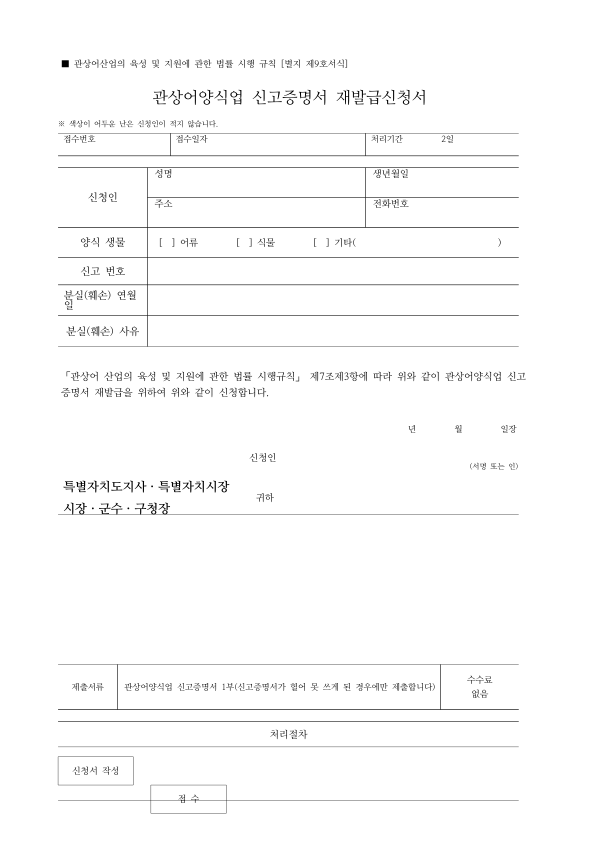 ■ 관상어산업의 육성 및 지원에 관한 법률 시행 규칙 [별지 제9호서식]
관상어양식업 신고증명서 재발급신청서
※ 색상이 어두운 난은 신청인이 적지 않습니다.
접수번호 접수일자 처리기간 2일
신청인
성명 생년월일
주소 전화번호
양식 생물 [ ] 어류 [ ] 식물 [ ] 기타( )
신고 번호
분실(훼손) 연월
일
분실(훼손) 사유
「관상어 산업의 육성 및 지원에 관한 법률 시행규칙」 제7조제3항에 따라 위와 같이 관상어양식업 신고
증명서 재발급을 위하여 위와 같이 신청합니다.
년 월 일장
신청인 (서명 또는 인)
특별자치도지사ㆍ특별자치시장
시장ㆍ군수ㆍ구청장 귀하
제출서류 관상어양식업 신고증명서 1부(신고증명서가 헐어 못 쓰게 된 경우에만 제출합니다) 수수료
없음
처리절차
신청서 작성
접 수